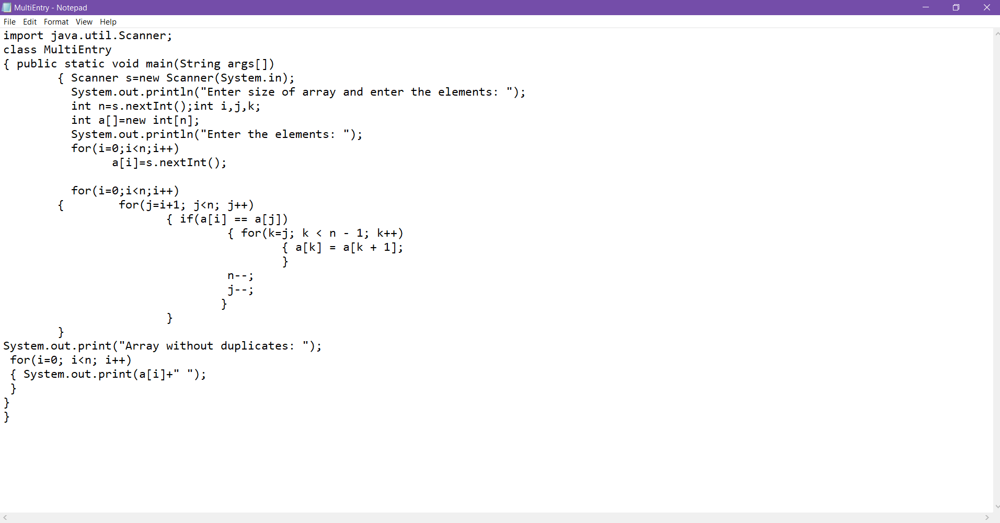 MultiEntry - Notepad
File Edit Format View Help
import java.util.Scanner;
class MultiEntry
{ public static void main(String args[])
{ Scanner s=new Scanner(System.in);
System.out.println("Enter size of array and enter the elements: ");
int n=s.nextInt();int i,j,k;
int a[]=new int[n];
System.out.println("Enter the elements: ");
for(i=0;i<n;i++)
a[i]=s.nextInt();
for(i=0;i<n;i++)
{ for(j=i+1; j<n; j++)
{ if(a[i] == a[j])
{ for(k=j; k < n - 1; k++)
{ a[k] = a[k + 1];
}
n--;
j--;
}
}
}
System.out.print("Array without duplicates: ");
for(i=0; i<n; i++)
{ System.out.print(a[i]+" ");
}
}
}